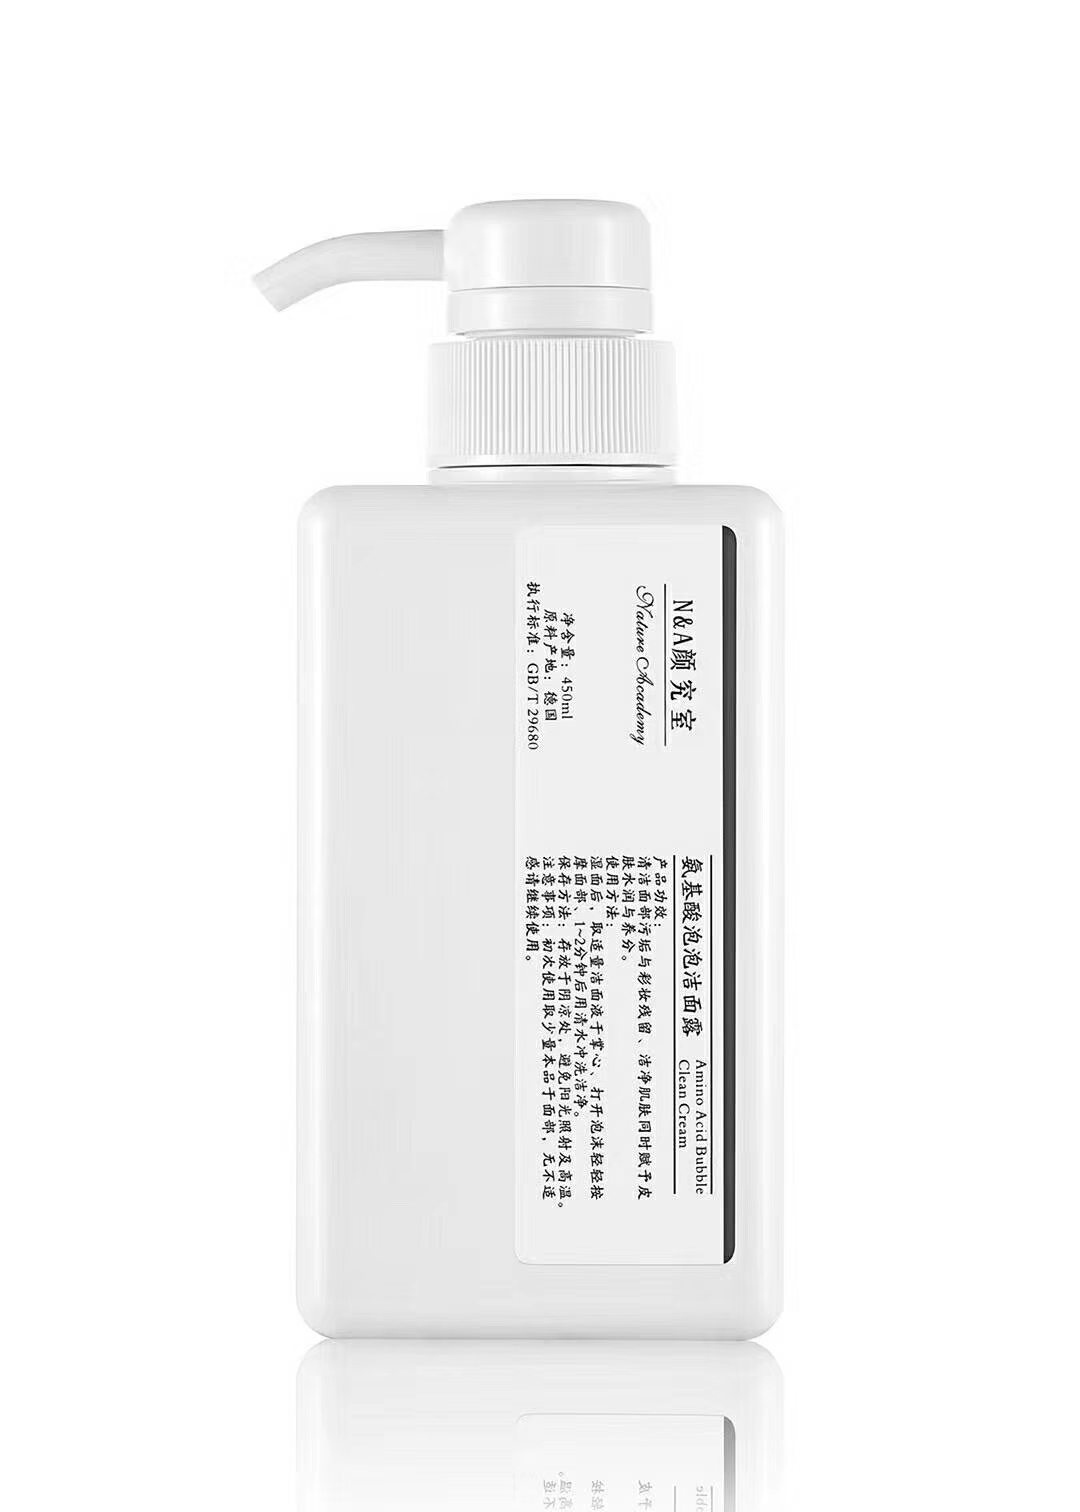 N&A颜究室
Nature Academy
净含量：450ml
原料产地：德国
执行标准：GB/T 29680
氨基酸泡泡洁面露
Amino Acid Bubble
Clean Cream
产品功效：
清洁面部污垢与彩妆残留、洁净肌肤同时赋予皮
肤水润与养分。
使用方法：
湿面后，取适量洁面液于掌心、打开泡沫轻轻按
摩面部、1~2分钟后用清水冲洗洁净。
保存方法：存放于阴凉处，避免阳光照射及高温。
注意事项：初次使用取少量本品于面部，无不适
感请继续使用。